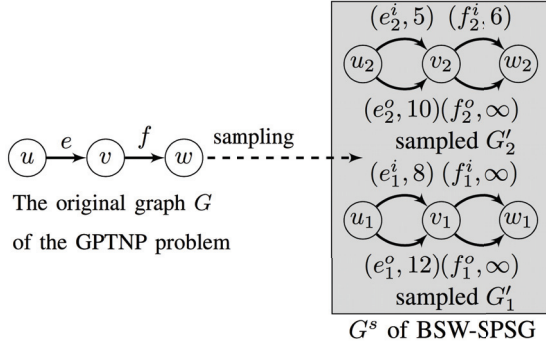 (e_2^i, 5) (f_2^i, 6)
u_2 v_2 w_2
(e_2^o, 10)(f_2^o, ∞)
sampled G'_2
e f sampling
u v w
(e_1^i, 8) (f_1^i, ∞)
The original graph G
of the GPTNP problem
u_1 v_1 w_1
(e_1^o, 12)(f_1^o, ∞)
sampled G'_1
G^s of BSW-SPSG